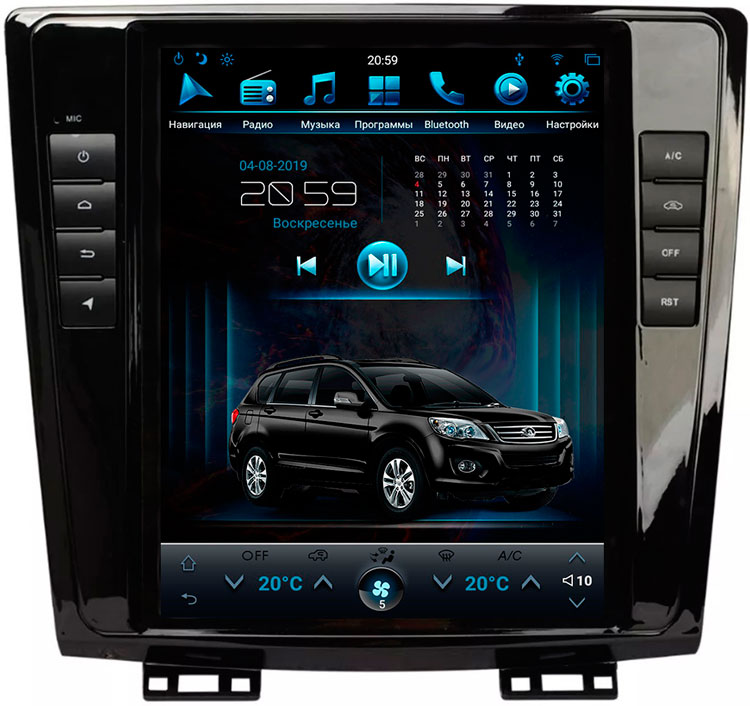 20:59
Навигация Радио Музыка Программы Bluetooth Видео Настройки
MIC
A/C
OFF
RST
04-08-2019
20 59
Воскресенье
ВС ПН ВТ СР ЧТ ПТ СБ
28 29 30 31 1 2 3
4 5 6 7 8 9 10
11 12 13 14 15 16 17
18 19 20 21 22 23 24
25 26 27 28 29 30 31
1 2 3 4 5 6 7
OFF A/C
20°C 20°C 10
5